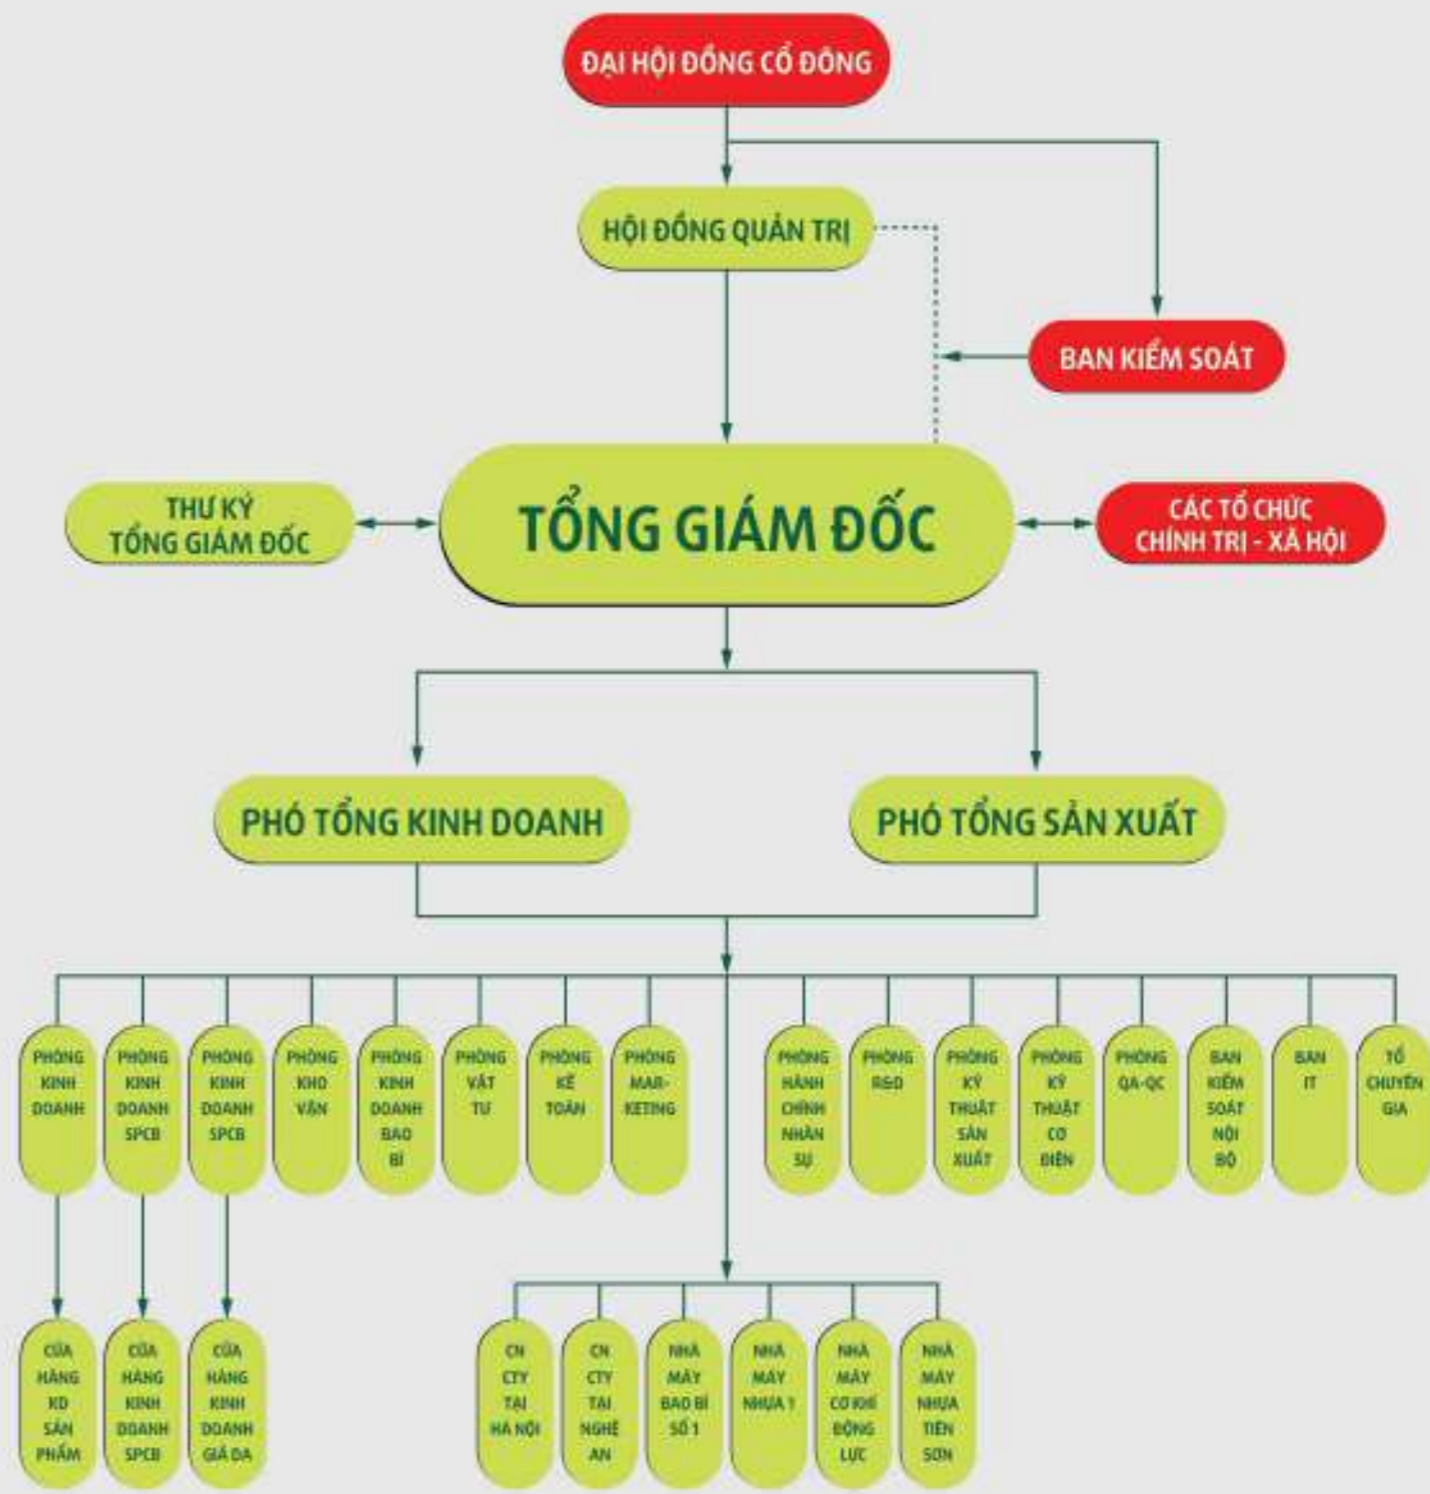 ĐẠI HỘI ĐỒNG CỔ ĐÔNG
HỘI ĐỒNG QUẢN TRỊ
BAN KIỂM SOÁT
THƯ KÝ
TỔNG GIÁM ĐỐC
TỔNG GIÁM ĐỐC
CÁC TỔ CHỨC
CHÍNH TRỊ - XÃ HỘI
PHÓ TỔNG KINH DOANH
PHÓ TỔNG SẢN XUẤT
PHÒNG
KINH
DOANH
PHÒNG
KINH
DOANH
SPCB
PHÒNG
KINH
DOANH
SPCB
PHÒNG
KHO
VẬN
PHÒNG
KINH
DOANH
BAO
BÌ
PHÒNG
VẬT
TƯ
PHÒNG
KẾ
TOÁN
PHÒNG
MAR-
KETING
PHÒNG
HÀNH
CHÍNH
NHÂN
SỰ
PHÒNG
R&D
PHÒNG
KỸ
THUẬT
SẢN
XUẤT
PHÒNG
KỸ
THUẬT
CƠ
ĐIỆN
PHÒNG
QA-QC
BAN
KIỂM
SOÁT
NỘI
BỘ
BAN
IT
TỔ
CHUYÊN
GIA
CỬA
HÀNG
KD
SẢN
PHẨM
CỬA
HÀNG
KINH
DOANH
SPCB
CỬA
HÀNG
KINH
DOANH
GIẢ DA
CN
CTY
TẠI
HÀ NỘI
CN
CTY
TẠI
NGHỆ
AN
NHÀ
MÁY
BAO BÌ
SỐ 1
NHÀ
MÁY
NHỰA 1
NHÀ
MÁY
CƠ KHÍ
ĐỘNG
LỰC
NHÀ
MÁY
NHỰA
TIÊN
SƠN